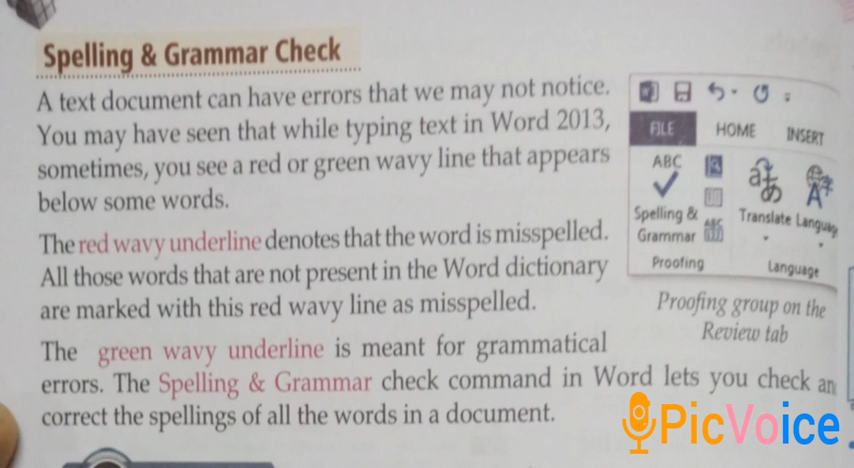 Spelling & Grammar Check
A text document can have errors that we may not notice.
You may have seen that while typing text in Word 2013,
sometimes, you see a red or green wavy line that appears
below some words.
The red wavy underline denotes that the word is misspelled.
All those words that are not present in the Word dictionary
are marked with this red wavy line as misspelled.
The green wavy underline is meant for grammatical
errors. The Spelling & Grammar check command in Word lets you check an
correct the spellings of all the words in a document.
FILE HOME INSERT
ABC
Spelling &
Grammar
ABC
123
Translate Languag
Proofing
Language
Proofing group on the
Review tab
PicVoice